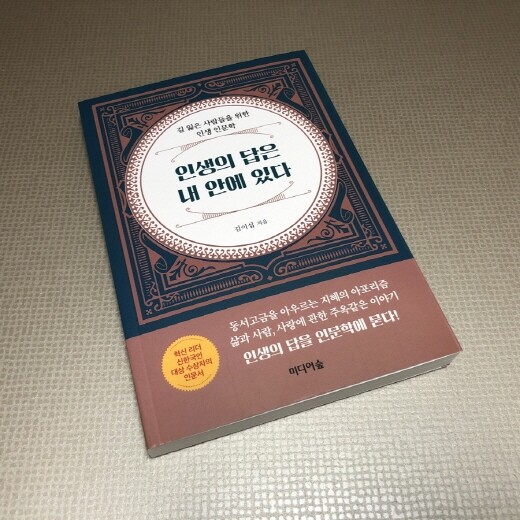 길 잃은 사람들을 위한
인생 인문학
인생의 답은
내 안에 있다
김이섭 지음
동서고금을 아우르는 지혜의 아포리즘
삶과 사람, 사랑에 관한 주옥같은 이야기
인생의 답을 인문학에 묻다!
혁신 리더
신한국인
대상 수상자의
인문서
미디어숲